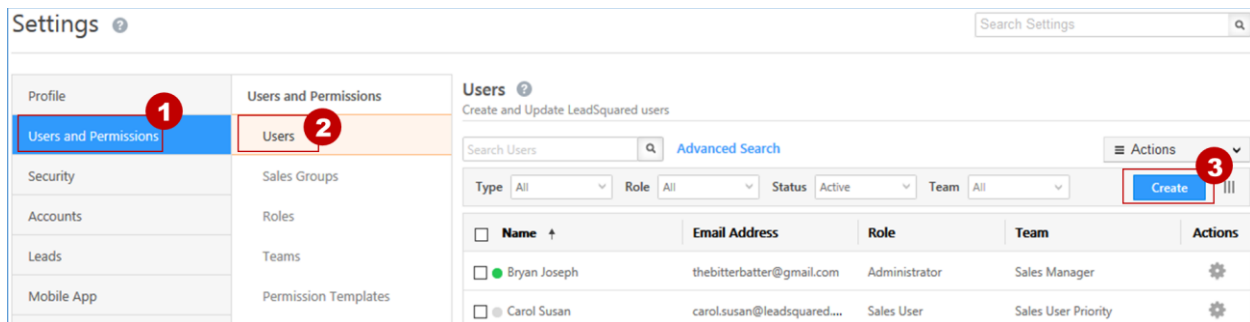 Settings ?
Search Settings
Profile
Users and Permissions
Security
Accounts
Leads
Mobile App
1
Users and Permissions
Users
2
Sales Groups
Roles
Teams
Permission Templates
Users ?
Create and Update LeadSquared users
Search Users
Advanced Search
Actions
3
Type All Role All Status Active Team All Create
Name Email Address Role Team Actions
Bryan Joseph thebitterbatter@gmail.com Administrator Sales Manager
Carol Susan carol.susan@leadsquared.... Sales User Sales User Priority